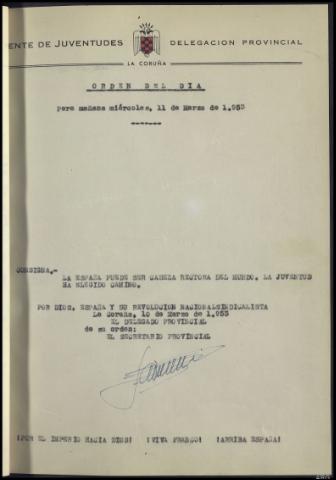 ENTE DE JUVENTUDES DELEGACION PROVINCIAL
LA CORUÑA
ORDEN DEL DIA
para mañana miércoles, 11 de Marzo de 1.953
CONSIGNA.-
LA ESPAÑA PUEDE SER CABEZA RECTORA DEL MUNDO. LA JUVENTUD
HA ELEGIDO CAMINO.
POR DIOS, ESPAÑA Y SU REVOLUCION NACIONALSINDICALISTA
La Coruña, 10 de Marzo de 1.953
EL DELEGADO PROVINCIAL
de su orden:
EL SECRETARIO PROVINCIAL
¡POR EL IMPERIO HACIA DIOS! ¡VIVA FRANCO! ¡ARRIBA ESPAÑA!